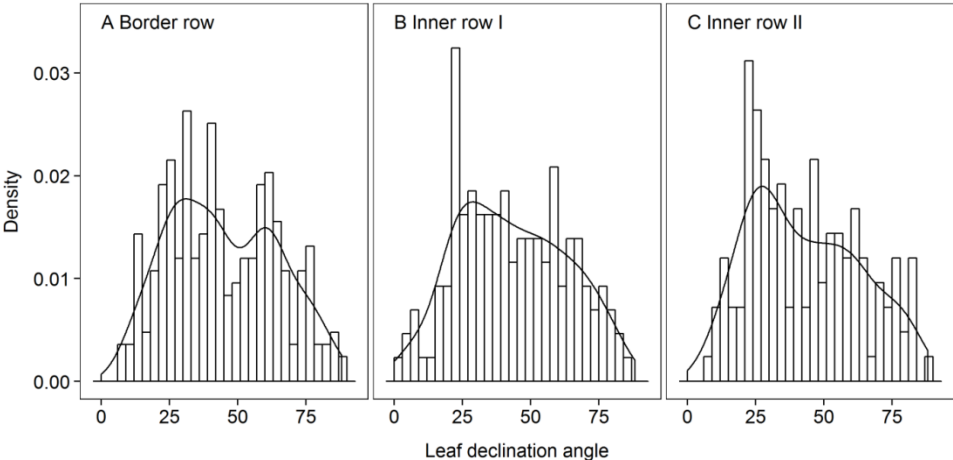 A Border row
B Inner row I
C Inner row II
0.03
0.02
0.01
0.00
Density
0 25 50 75
0 25 50 75
0 25 50 75
Leaf declination angle